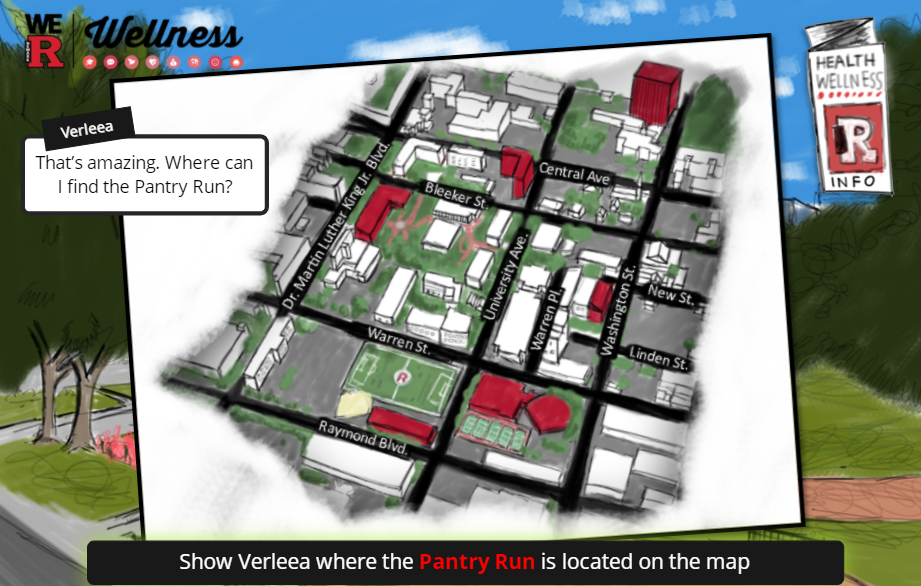 WE
R
Wellness
HEALTH
WELLNESS
R
INFO
Verleea
That's amazing. Where can
I find the Pantry Run?
Central Ave
Bleeker St.
Dr. Martin Luther King Jr. Blvd.
University Ave.
Warren Pl.
Washington St.
New St.
Linden St.
Warren St.
R
Raymond Blvd.
Show Verleea where the Pantry Run is located on the map